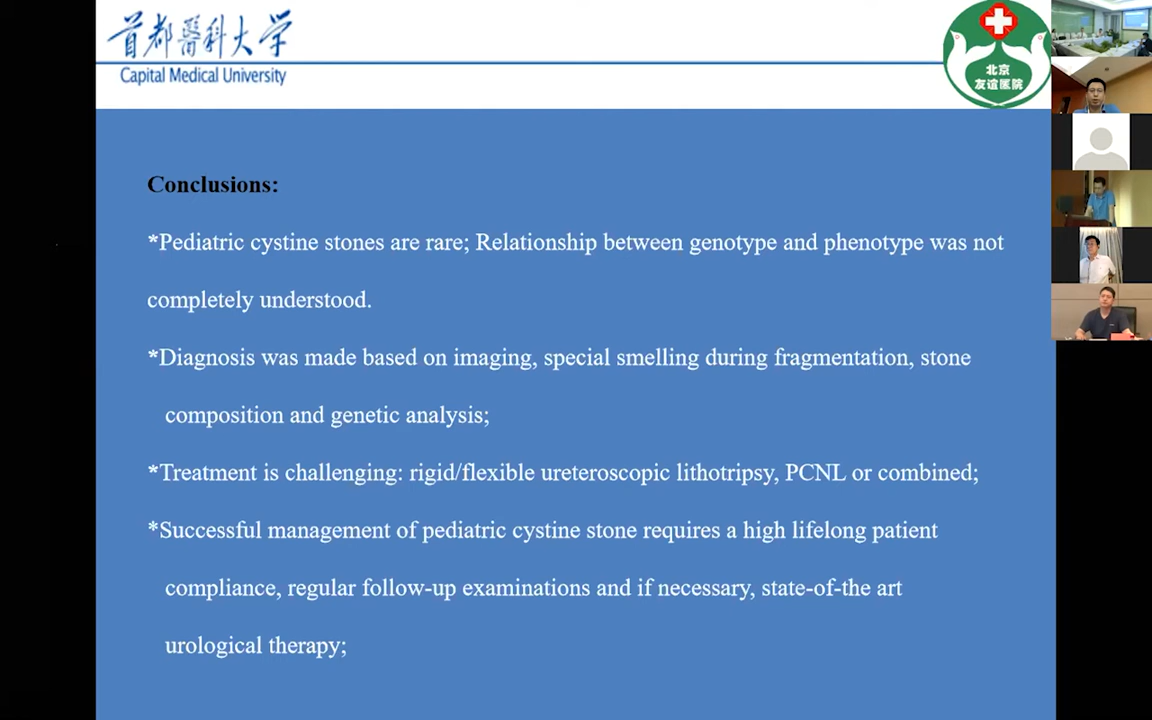 首都醫科大学
Capital Medical University
北京
友谊医院
Conclusions:
*Pediatric cystine stones are rare; Relationship between genotype and phenotype was not
completely understood.
*Diagnosis was made based on imaging, special smelling during fragmentation, stone
composition and genetic analysis;
*Treatment is challenging: rigid/flexible ureteroscopic lithotripsy, PCNL or combined;
*Successful management of pediatric cystine stone requires a high lifelong patient
compliance, regular follow-up examinations and if necessary, state-of-the art
urological therapy;